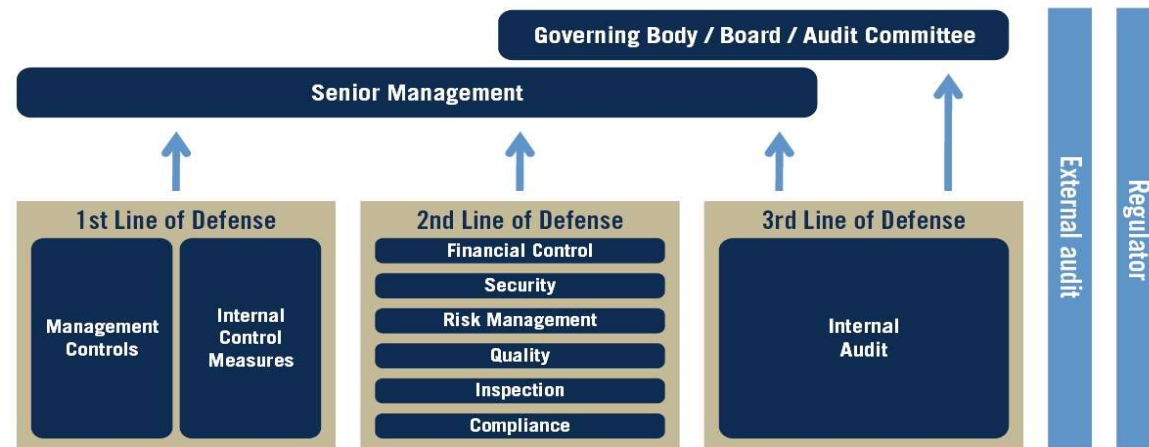 Governing Body / Board / Audit Committee
Senior Management
1st Line of Defense
Management
Controls
Internal
Control
Measures
2nd Line of Defense
Financial Control
Security
Risk Management
Quality
Inspection
Compliance
3rd Line of Defense
Internal
Audit
External audit
Regulator